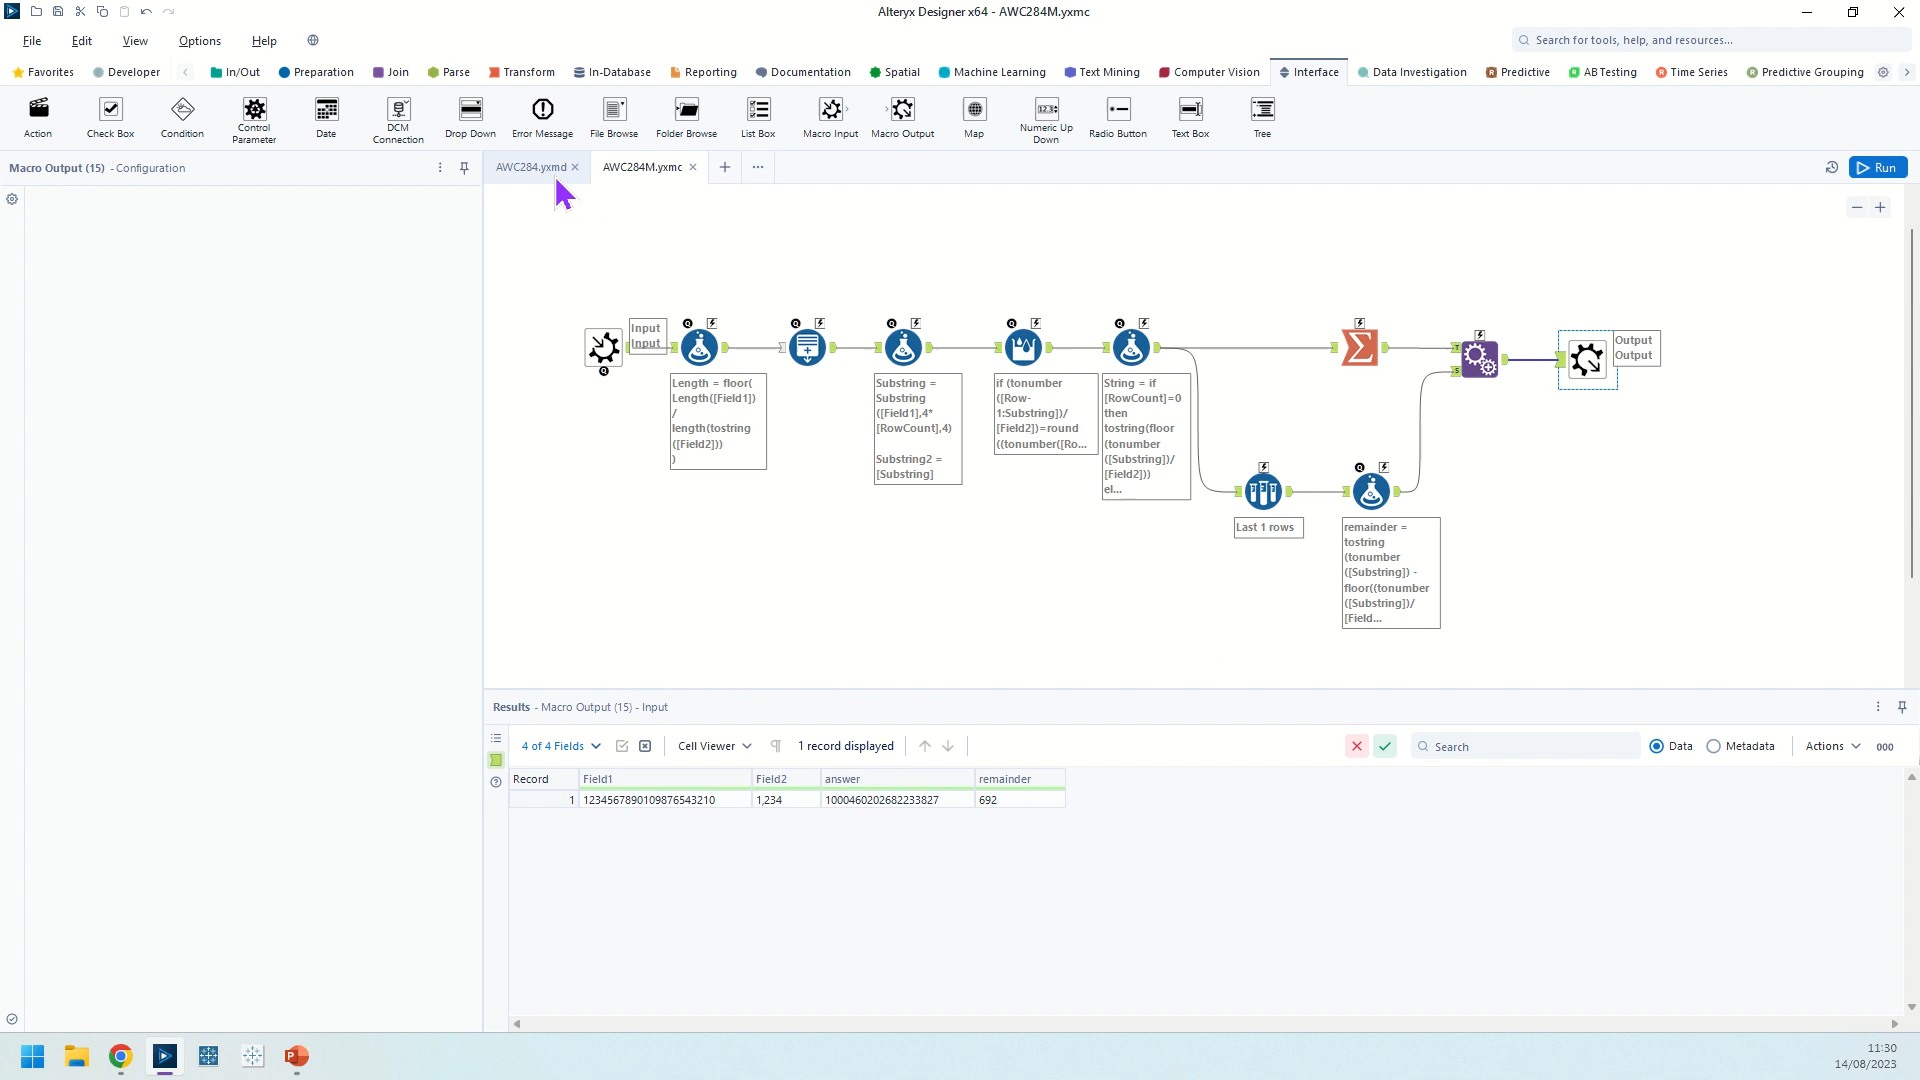 Alteryx Designer x64 - AWC284M.yxmc
File Edit View Options Help
Search for tools, help, and resources...
Favorites Developer In/Out Preparation Join Parse Transform In-Database Reporting Documentation Spatial Machine Learning Text Mining Computer Vision Interface Data Investigation Predictive AB Testing Time Series Predictive Grouping
Action
Check Box
Condition
Control
Parameter
Date
DCM
Connection
Drop Down
Error Message
File Browse
Folder Browse
List Box
Macro Input
Macro Output
Map
Numeric Up
Down
Radio Button
Text Box
Tree
Macro Output (15) - Configuration
AWC284.yxmd
AWC284M.yxmc
Run
Input
Input
Length = floor(
Length([Field1])
/
length(tostring
([Field2]))
)
Substring =
Substring
([Field1],4*
[RowCount],4)
Substring2 =
[Substring]
if (tonumber
([Row-
1:Substring])/
[Field2])=round
((tonumber([Ro...
String = if
[RowCount]=0
then
tostring(floor
(tonumber
([Substring])/
[Field2]))
el...
Output
Output
T
S
Last 1 rows
remainder =
tostring
(tonumber
([Substring]) -
floor((tonumber
([Substring])/
[Field...
Results - Macro Output (15) - Input
4 of 4 Fields
Cell Viewer
1 record displayed
Search
Data
Metadata
Actions
000
Record Field1 Field2 answer remainder
1 1234567890109876543210 1,234 1000460202682233827 692
11:30
14/08/2023